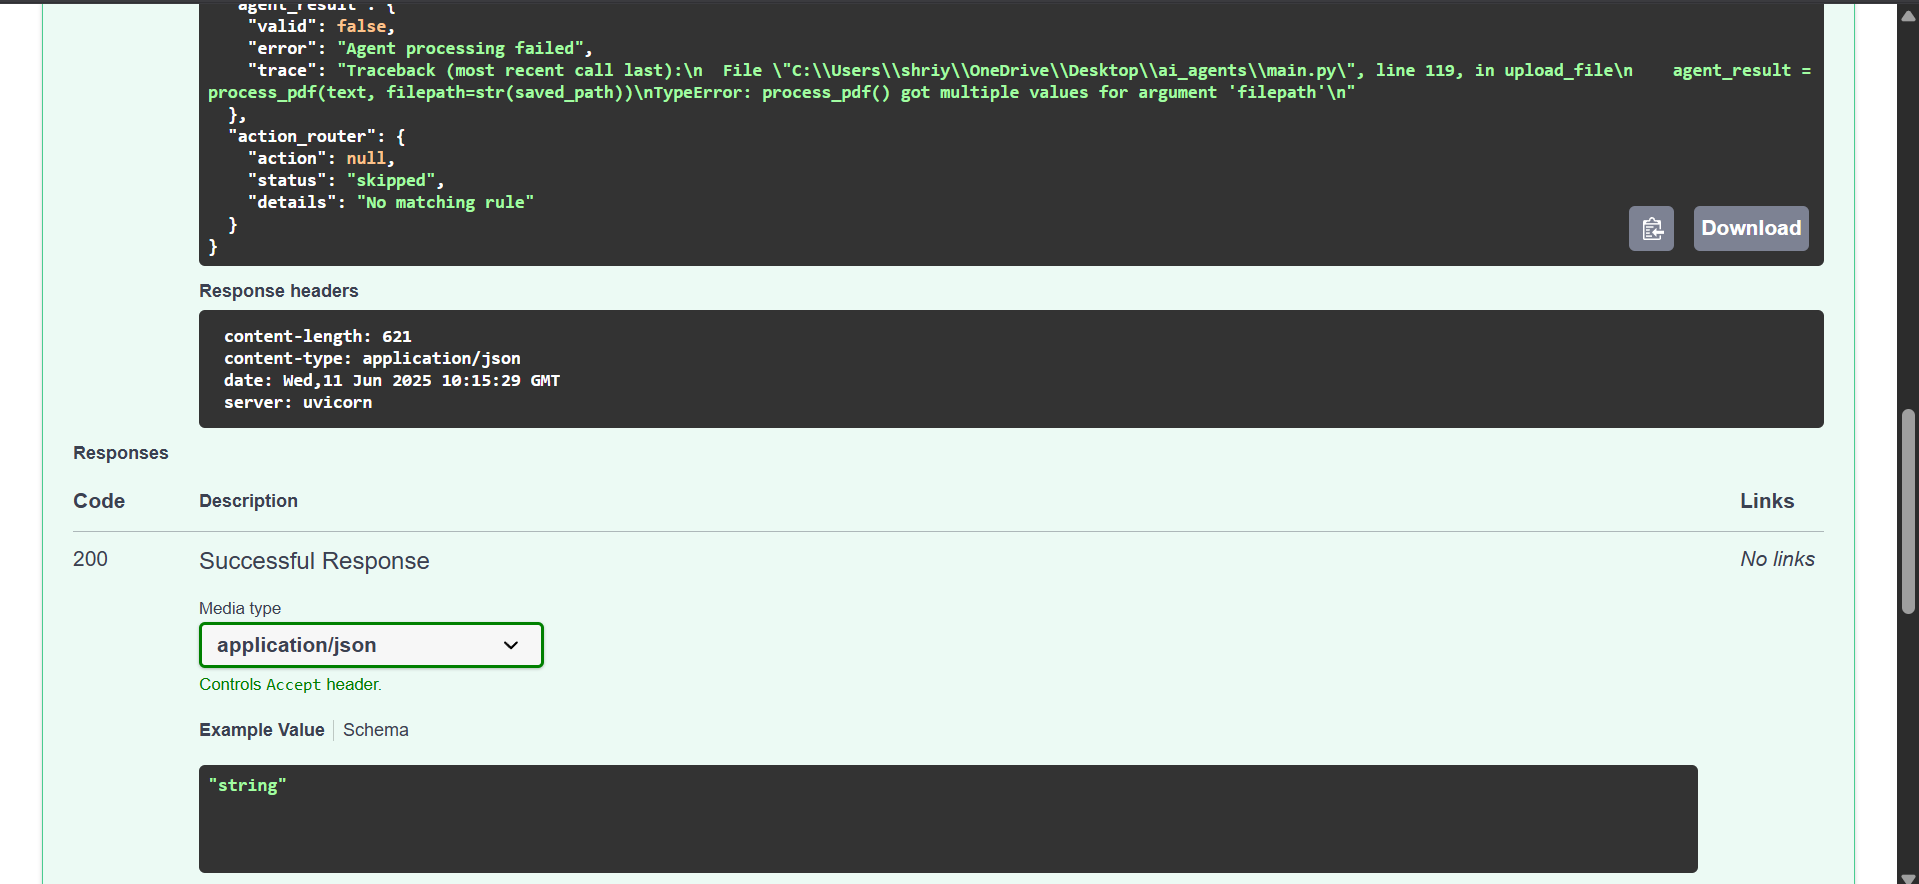 "agent_result": {
"valid": false,
"error": "Agent processing failed",
"trace": "Traceback (most recent call last):\n  File \"C:\\Users\\shriy\\OneDrive\\Desktop\\ai_agents\\main.py\", line 119, in upload_file\n    agent_result =
process_pdf(text, filepath=str(saved_path))\nTypeError: process_pdf() got multiple values for argument 'filepath'\n"
},
"action_router": {
"action": null,
"status": "skipped",
"details": "No matching rule"
}
}
Download
Response headers
content-length: 621
content-type: application/json
date: Wed,11 Jun 2025 10:15:29 GMT
server: uvicorn
Responses
Code Description Links
200 Successful Response No links
Media type
application/json
Controls Accept header.
Example Value Schema
"string"